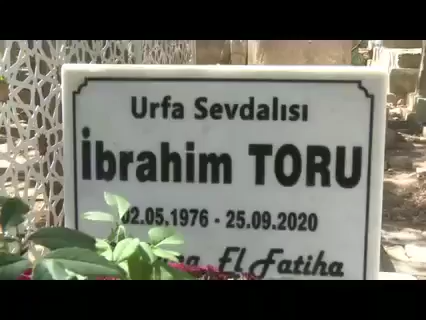 Urfa Sevdalısı
İbrahim TORU
02.05.1976 - 25.09.2020
El Fatiha